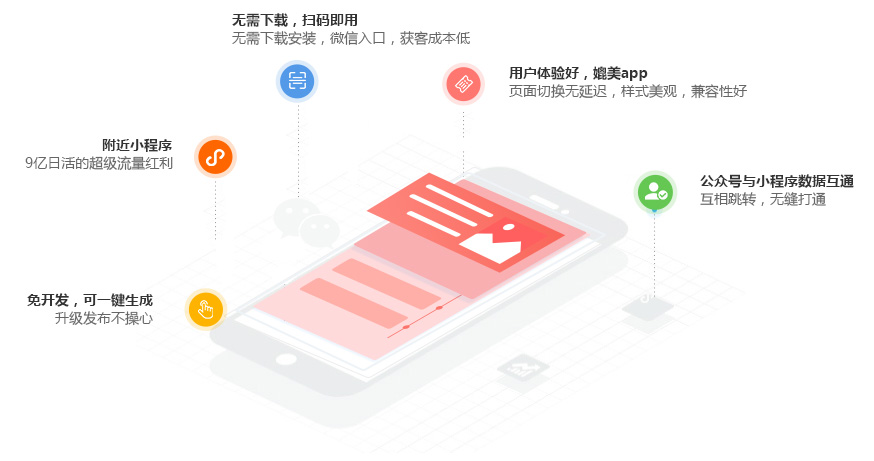 无需下载，扫码即用
无需下载安装，微信入口，获客成本低
用户体验好，媲美app
页面切换无延迟，样式美观，兼容性好
附近小程序
9亿日活的超级流量红利
公众号与小程序数据互通
互相跳转，无缝打通
免开发，可一键生成
升级发布不操心